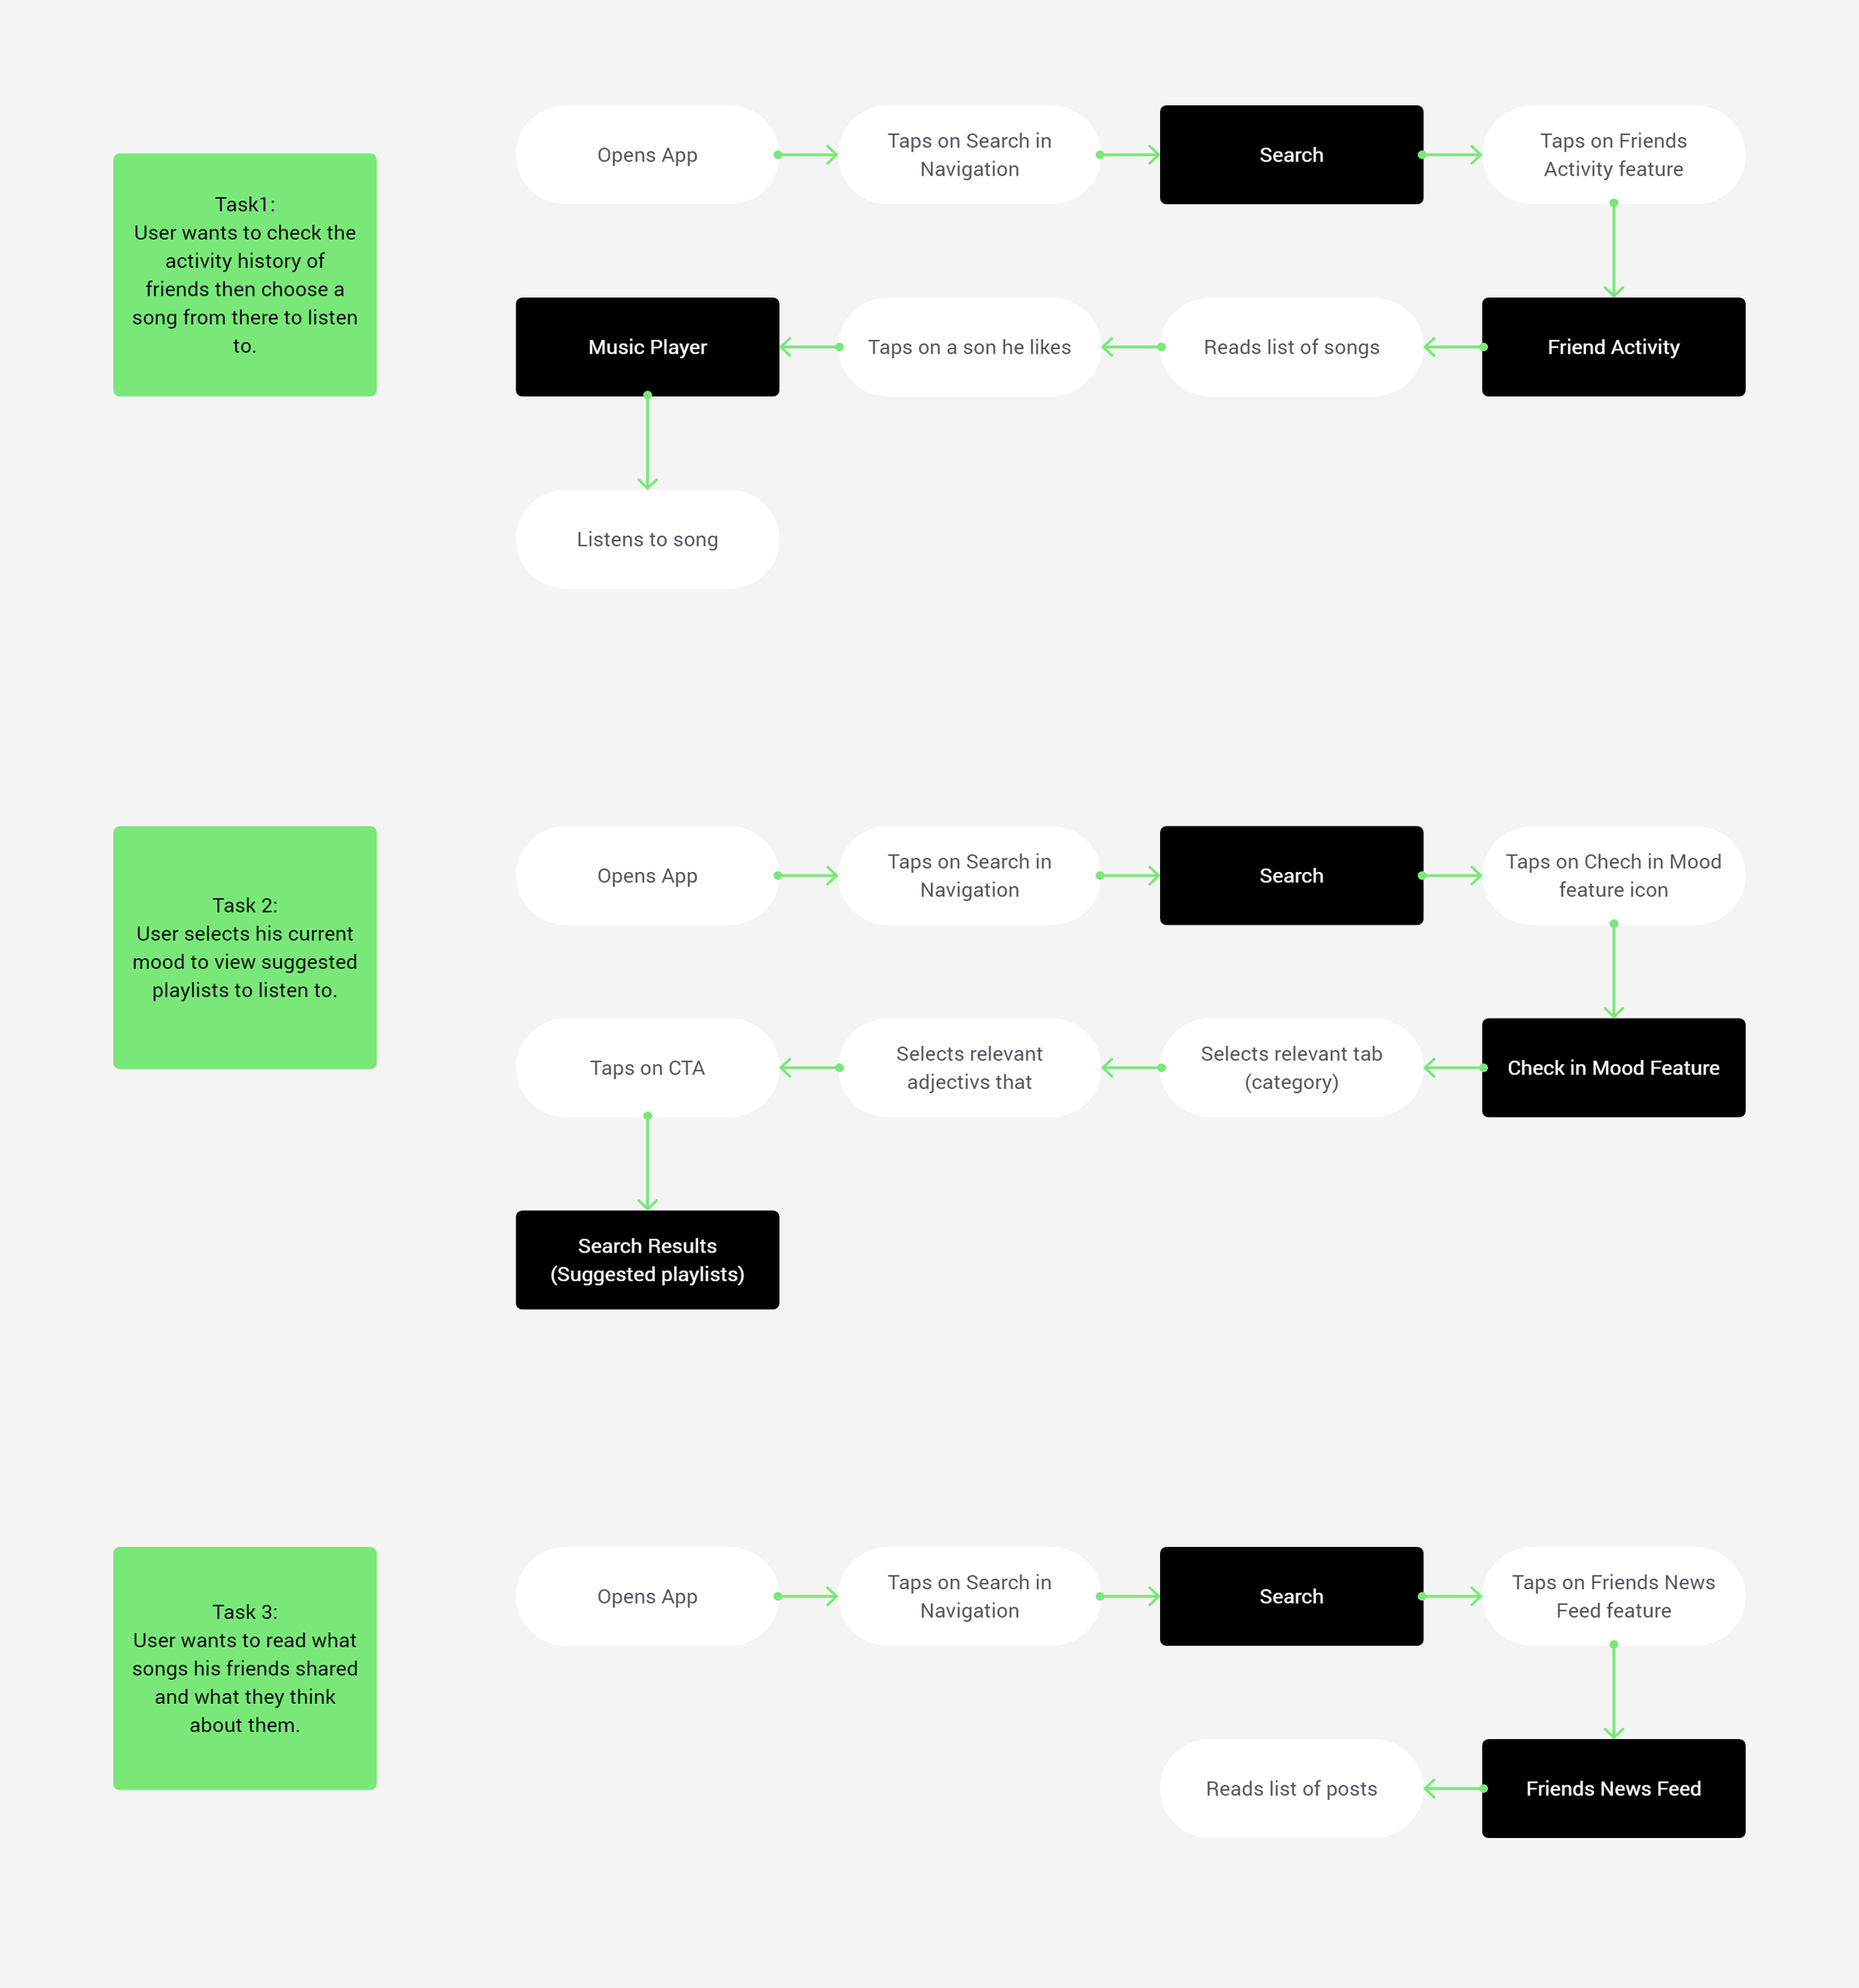 Task1:
User wants to check the
activity history of
friends then choose a
song from there to listen
to.
Opens App
Taps on Search in
Navigation
Search
Taps on Friends
Activity feature
Friend Activity
Reads list of songs
Taps on a son he likes
Music Player
Listens to song
Task 2:
User selects his current
mood to view suggested
playlists to listen to.
Opens App
Taps on Search in
Navigation
Search
Taps on Chech in Mood
feature icon
Check in Mood Feature
Selects relevant tab
(category)
Selects relevant
adjectivs that
Taps on CTA
Search Results
(Suggested playlists)
Task 3:
User wants to read what
songs his friends shared
and what they think
about them.
Opens App
Taps on Search in
Navigation
Search
Taps on Friends News
Feed feature
Friends News Feed
Reads list of posts